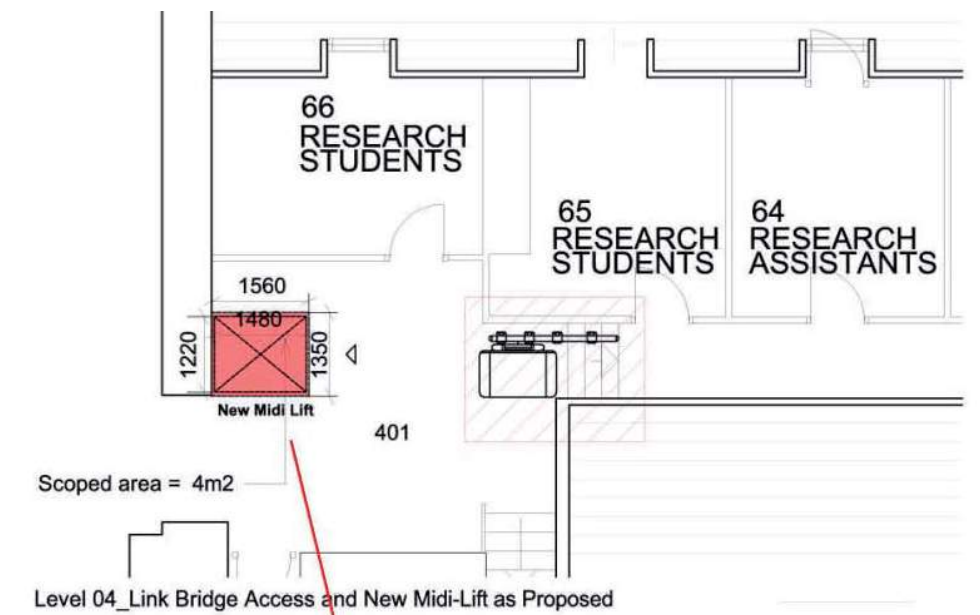 66
RESEARCH
STUDENTS
65
RESEARCH
STUDENTS
64
RESEARCH
ASSISTANTS
1560
1480
1220
1350
New Midi Lift
401
Scoped area = 4m2
Level 04_Link Bridge Access and New Midi-Lift as Proposed